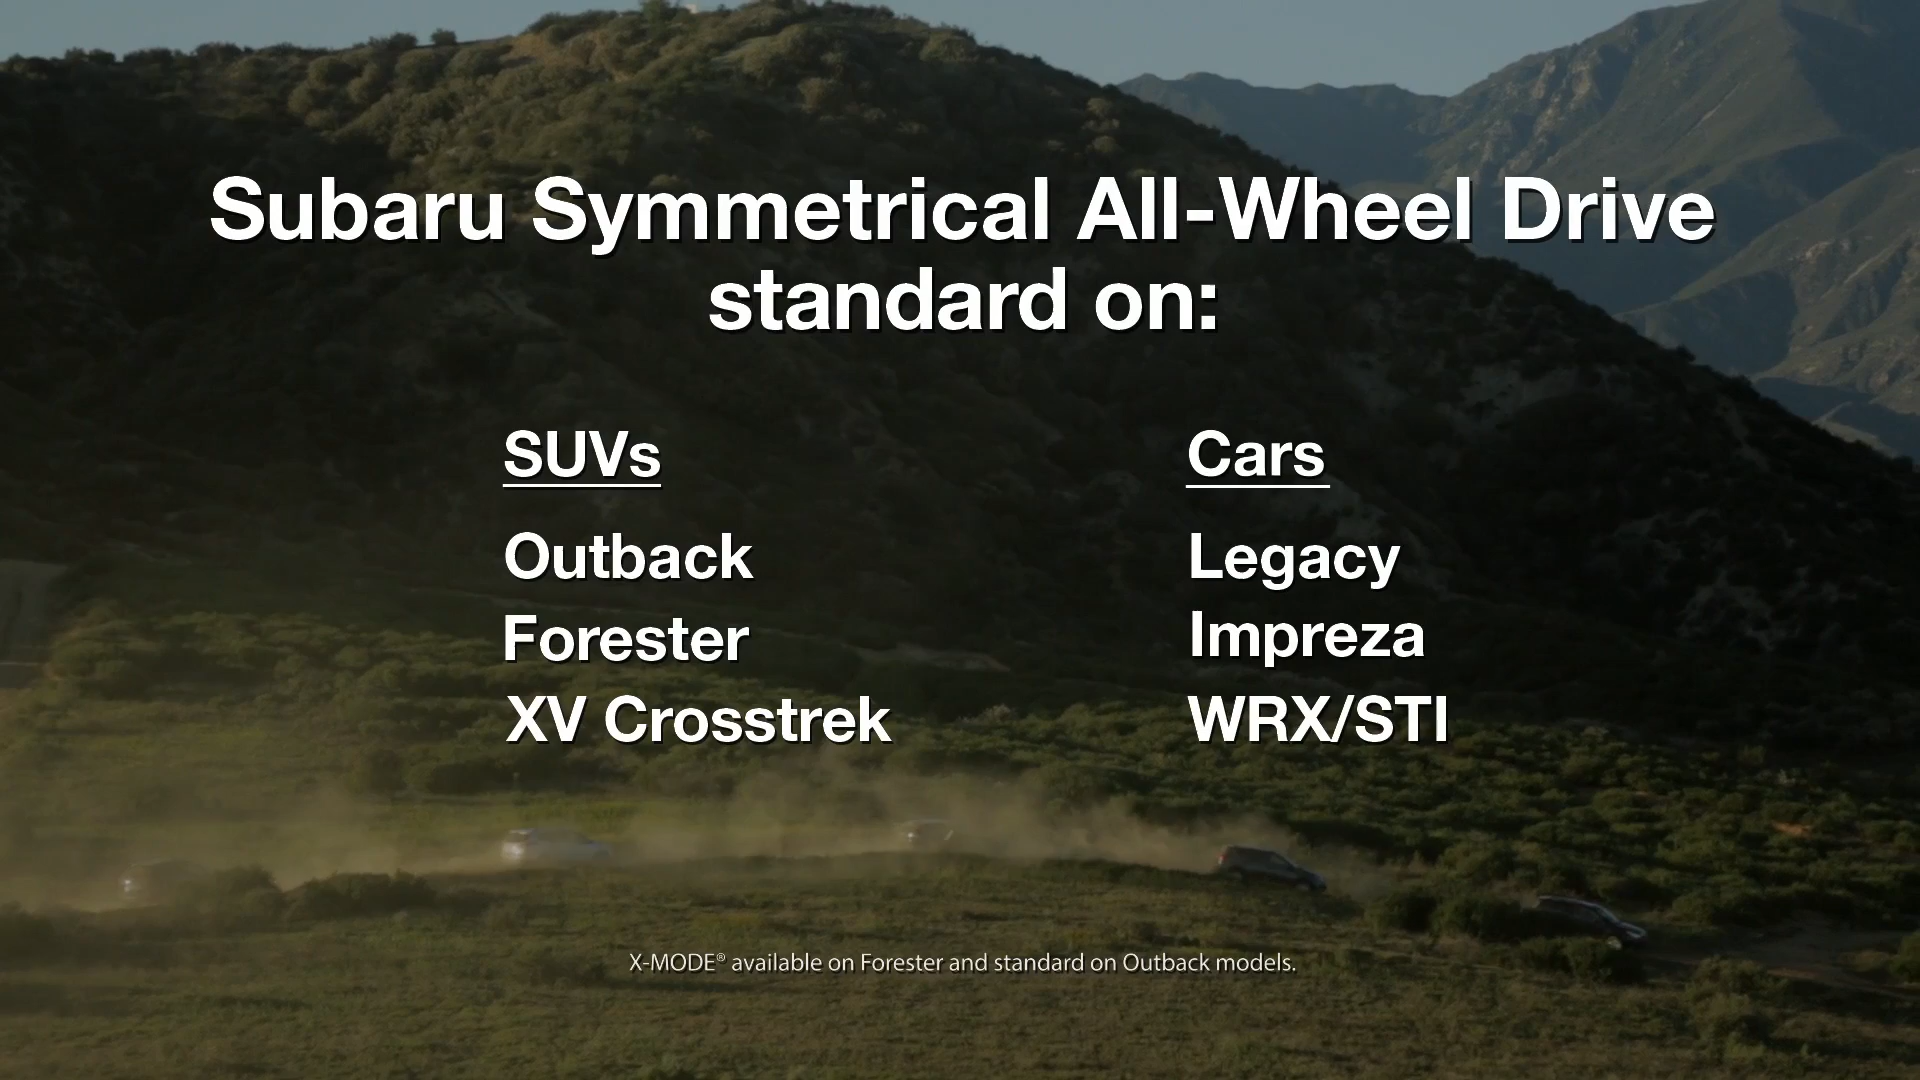 Subaru Symmetrical All-Wheel Drive
standard on:
SUVs
Outback
Forester
XV Crosstrek
Cars
Legacy
Impreza
WRX/STI
X-MODE® available on Forester and standard on Outback models.